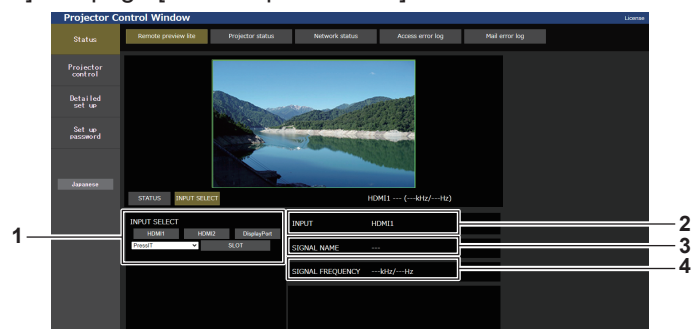 Projector Control Window
License
Status
Remote preview lite
Projector status
Network status
Access error log
Mail error log
Projector
control
Detailed
set up
Set up
password
Japanese
STATUS
INPUT SELECT
HDMI1 --- (---kHz/---Hz)
INPUT SELECT
HDMI1
HDMI2
DisplayPort
PressIT
SLOT
INPUT HDMI1
SIGNAL NAME ---
SIGNAL FREQUENCY ---kHz/---Hz
1
2
3
4